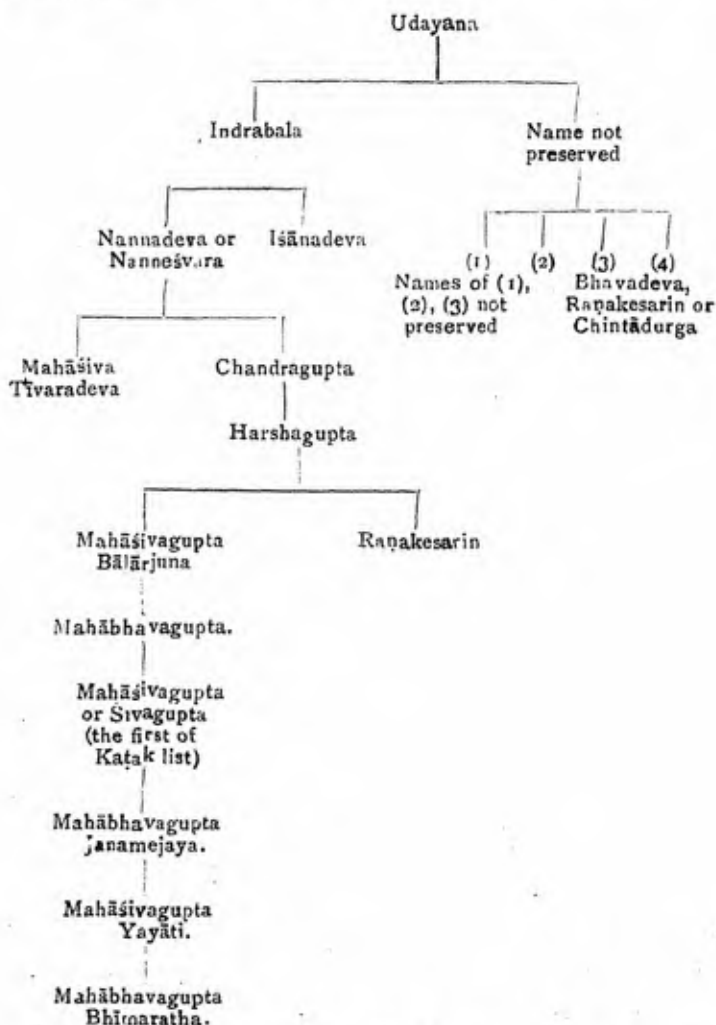 Udayana
Indrabala
Name not
preserved
Nannadeva or
Nanneśvara
Iśānadeva
(1) (2) (3) (4)
Names of (1),
(2), (3) not
preserved
Bhavadeva,
Raṇakesarin or
Chintādurga
Mahāśiva
Tīvaradeva
Chandragupta
Harshagupta
Mahāśivagupta
Bālārjuna
Raṇakesarin
Mahābhavagupta.
Mahāśivagupta
or Śivagupta
(the first of
Kaṭak list)
Mahābhavagupta
Janamejaya.
Mahāśivagupta
Yayāti.
Mahābhavagupta
Bhīmaratha.